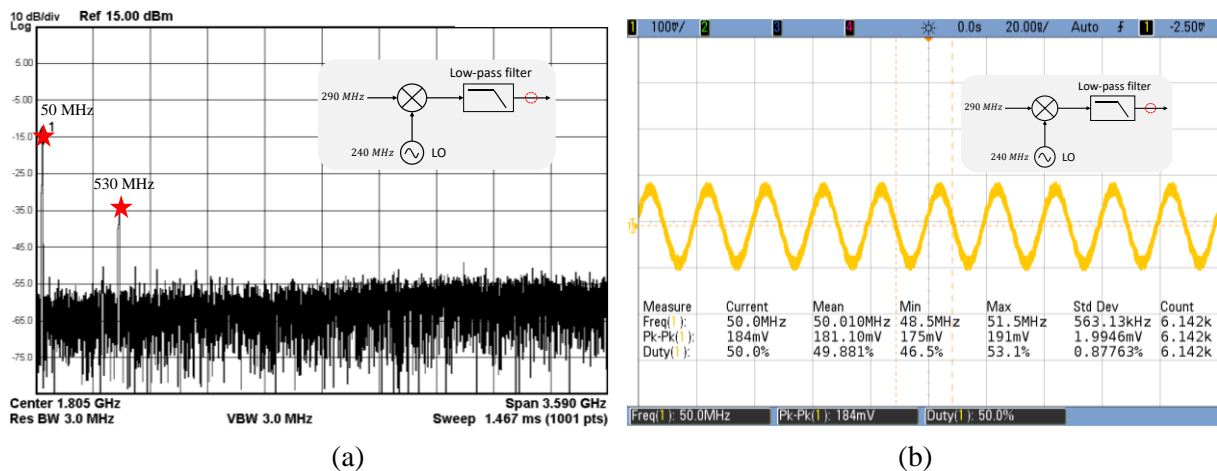 10 dB/div Ref 15.00 dBm
Log
5.00
-5.00
-15.0
-25.0
-35.0
-45.0
-55.0
-65.0
-75.0
50 MHz
1
530 MHz
Low-pass filter
290 MHz
240 MHz LO
Center 1.805 GHz Span 3.590 GHz
Res BW 3.0 MHz VBW 3.0 MHz Sweep 1.467 ms (1001 pts)
(a)
1 100mV/ 2 3 4 0.0s 20.00ns/ Auto 1 -2.50V
Low-pass filter
290 MHz
240 MHz LO
Measure Current Mean Min Max Std Dev Count
Freq(1): 50.0MHz 50.010MHz 48.5MHz 51.5MHz 563.13kHz 6.142k
Pk-Pk(1): 184mV 181.10mV 175mV 191mV 1.9946mV 6.142k
Duty(1): 50.0% 49.881% 46.5% 53.1% 0.87763% 6.142k
Freq(1): 50.0MHz Pk-Pk(1): 184mV Duty(1): 50.0%
(b)